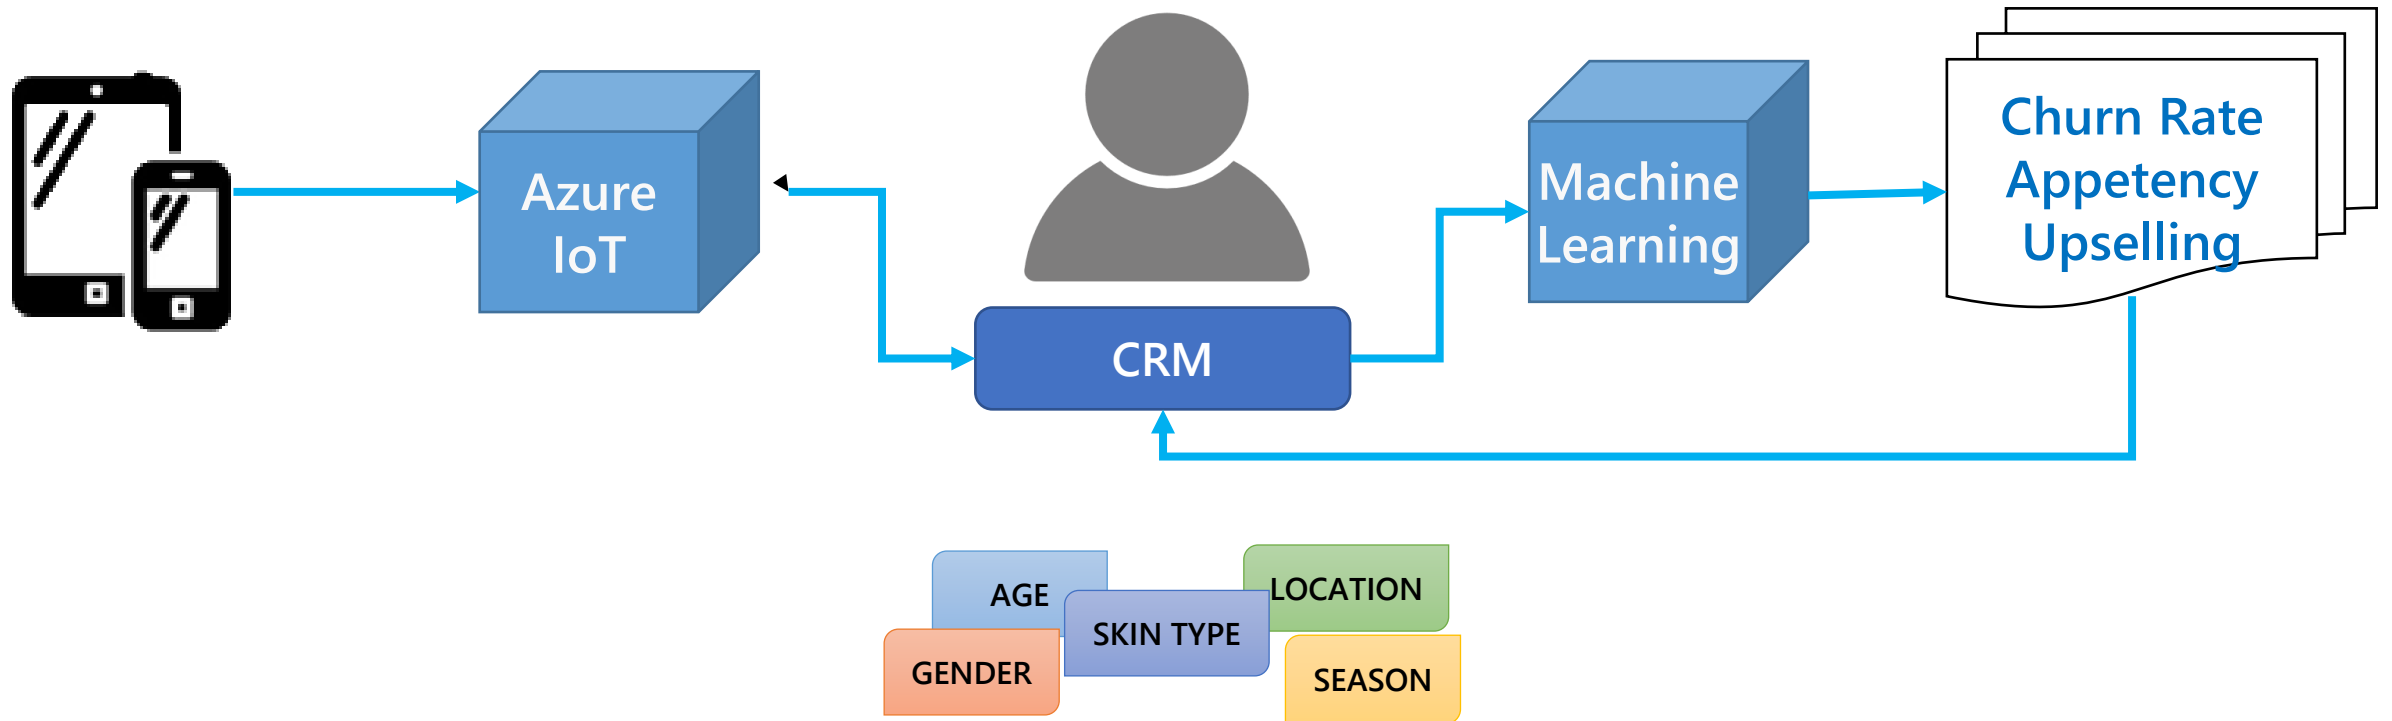 Azure
IoT
CRM
Machine
Learning
Churn Rate
Appetency
Upselling
AGE
LOCATION
SKIN TYPE
GENDER
SEASON